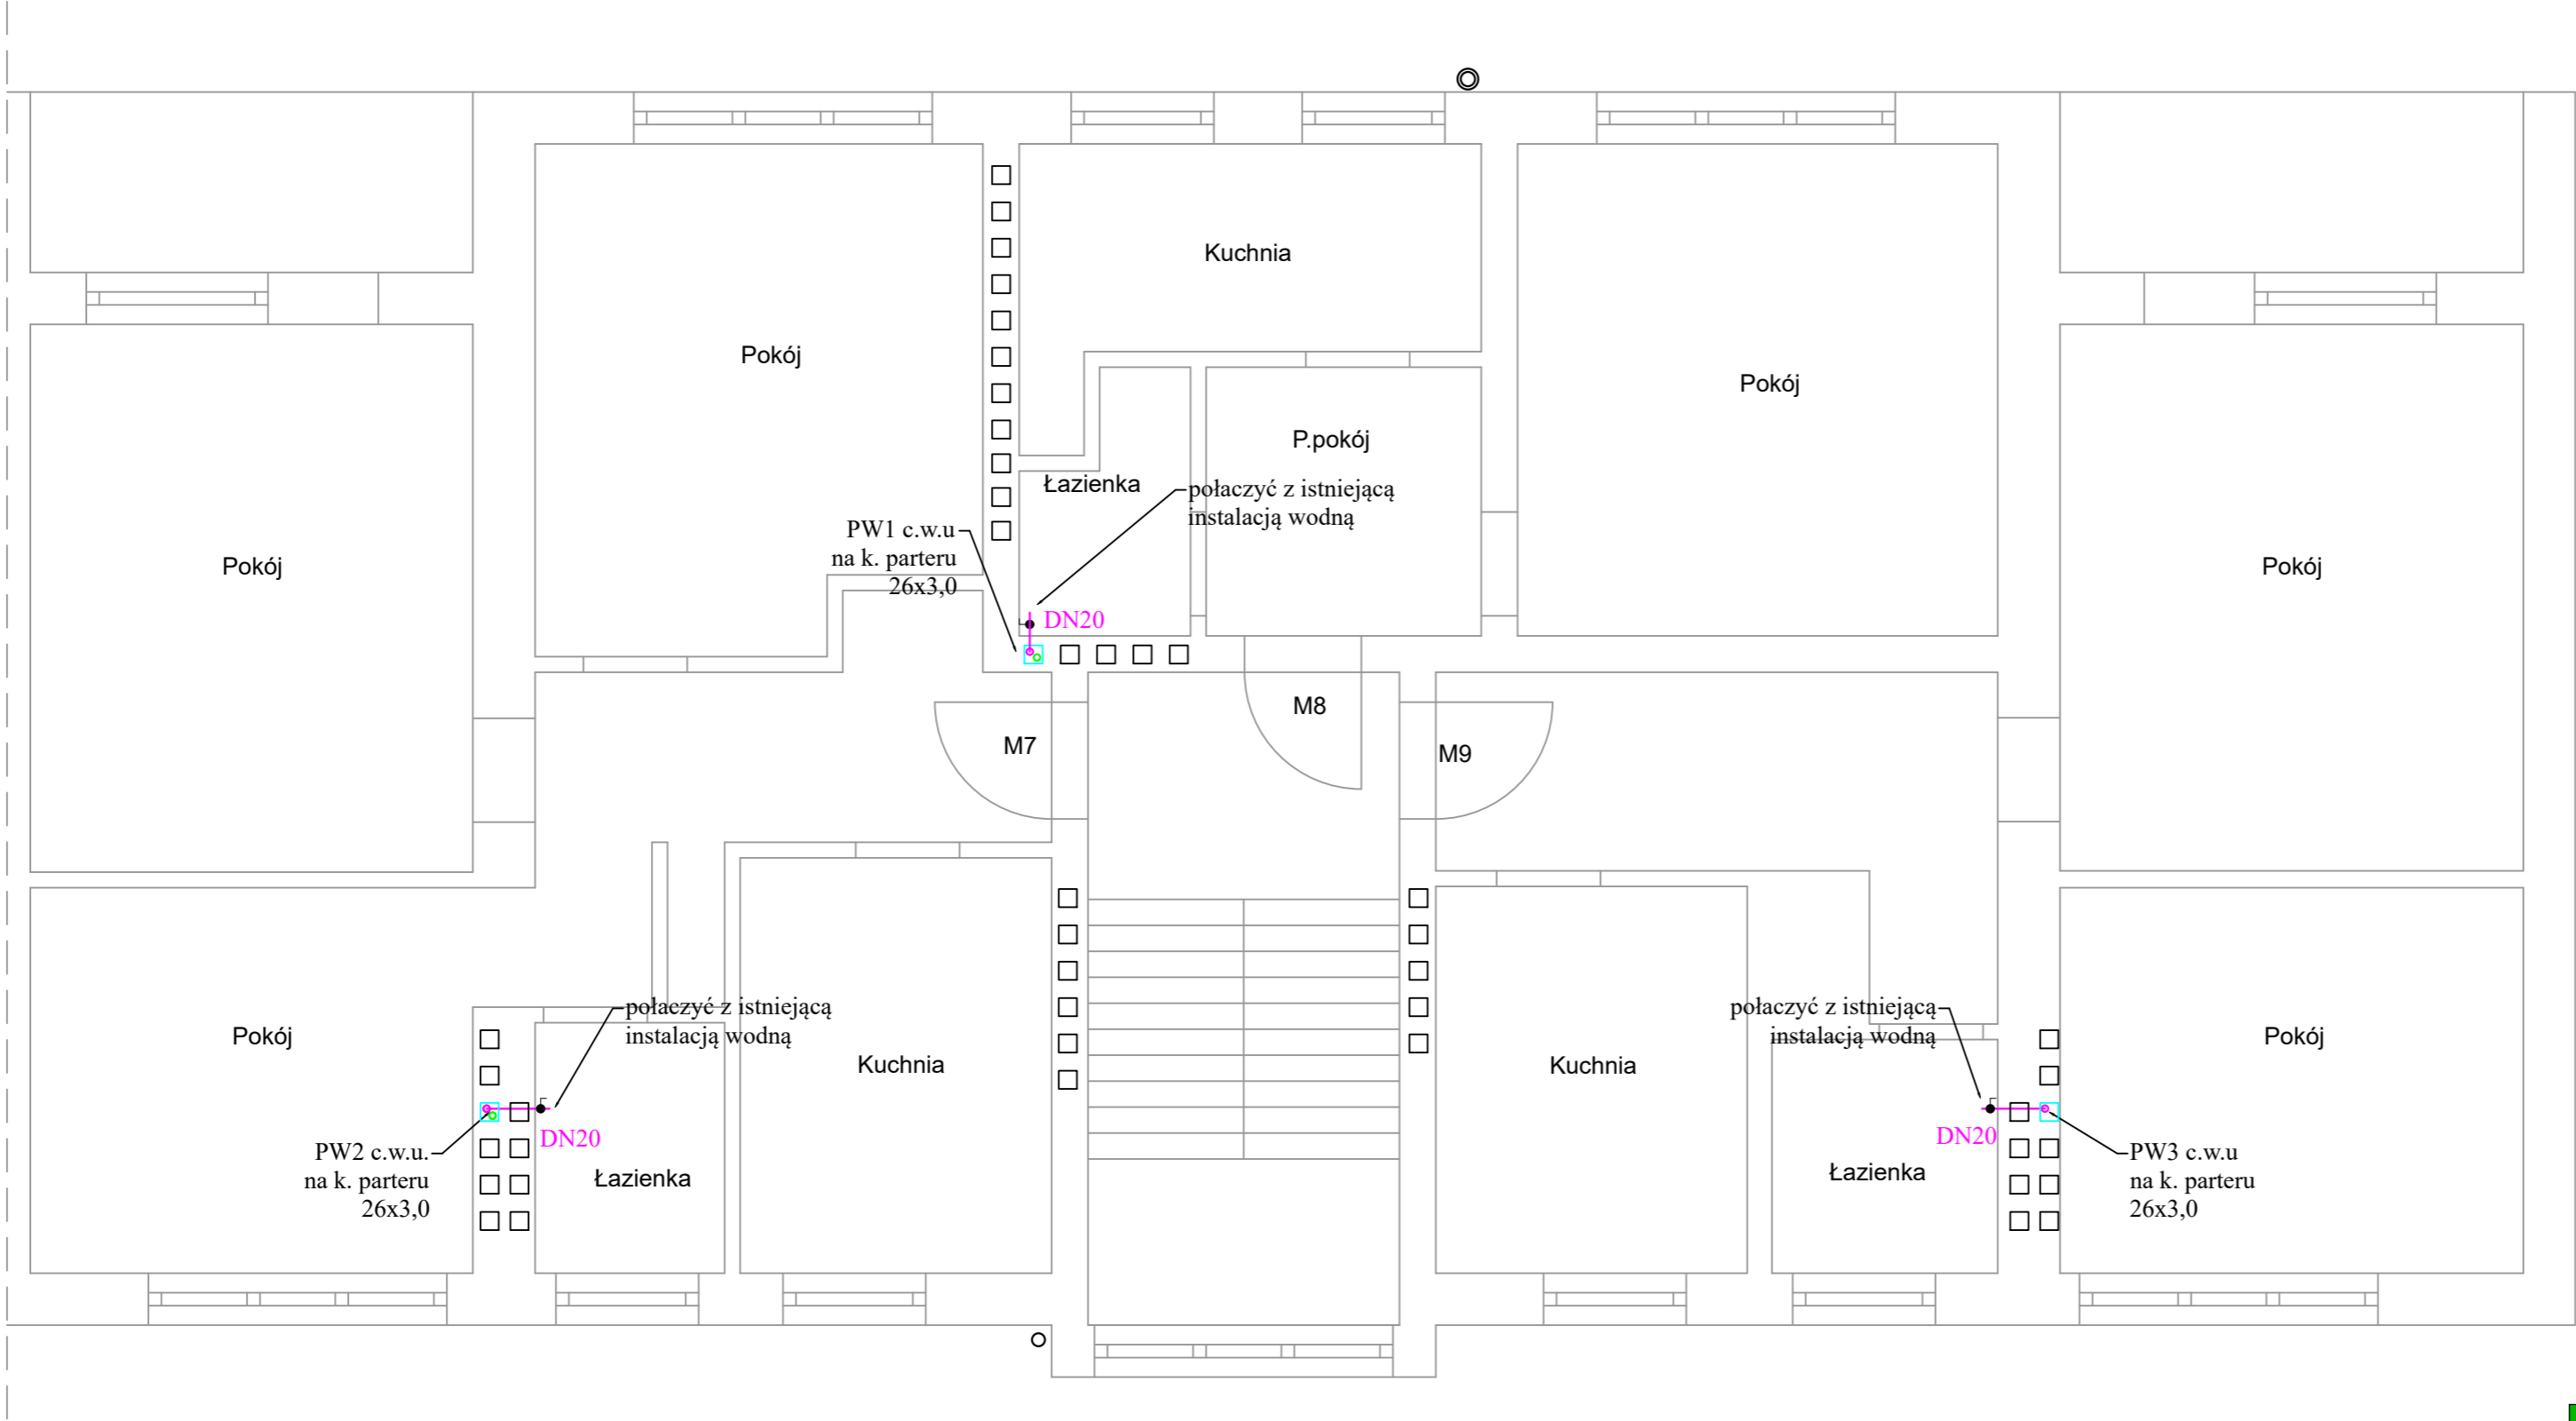 Kuchnia
Pokój
Pokój
P.pokój
Łazienka
połaczyć z istniejącą
instalacją wodną
PW1 c.w.u
na k. parteru
26x3,0
Pokój
Pokój
DN20
M8
M7
M9
połaczyć z istniejącą
instalacją wodną
połaczyć z istniejącą
instalacją wodną
Pokój
Kuchnia
Kuchnia
Pokój
DN20
DN20
PW2 c.w.u.
na k. parteru
26x3,0
Łazienka
Łazienka
PW3 c.w.u
na k. parteru
26x3,0